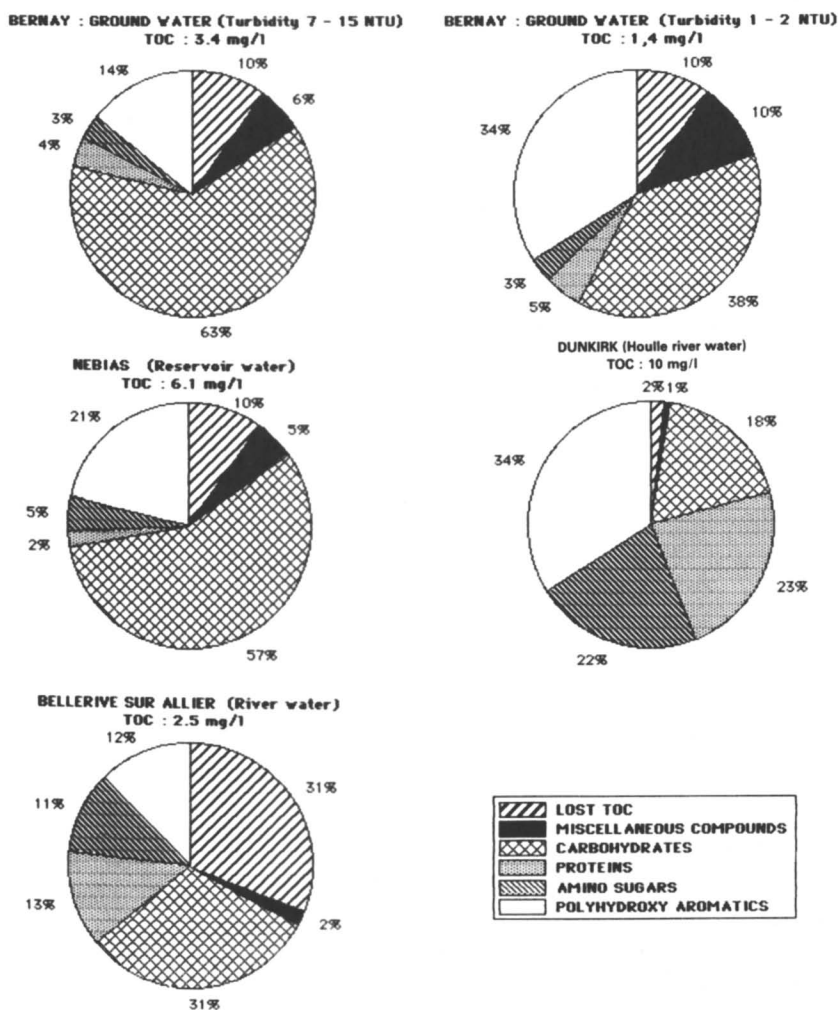 BERNAY : GROUND WATER (Turbidity 7 - 15 NTU)
TOC : 3.4 mg/l
14%
10%
6%
3%
4%
63%
BERNAY : GROUND WATER (Turbidity 1 - 2 NTU)
TOC : 1,4 mg/l
10%
10%
34%
3%
5%
38%
NEBIAS (Reservoir water)
TOC : 6.1 mg/l
21%
10%
5%
5%
2%
57%
DUNKIRK (Houlle river water)
TOC : 10 mg/l
2% 1%
18%
34%
23%
22%
BELLERIVE SUR ALLIER (River water)
TOC : 2.5 mg/l
12%
31%
11%
13%
2%
31%
LOST TOC
MISCELLANEOUS COMPOUNDS
CARBOHYDRATES
PROTEINS
AMINO SUGARS
POLYHYDROXY AROMATICS